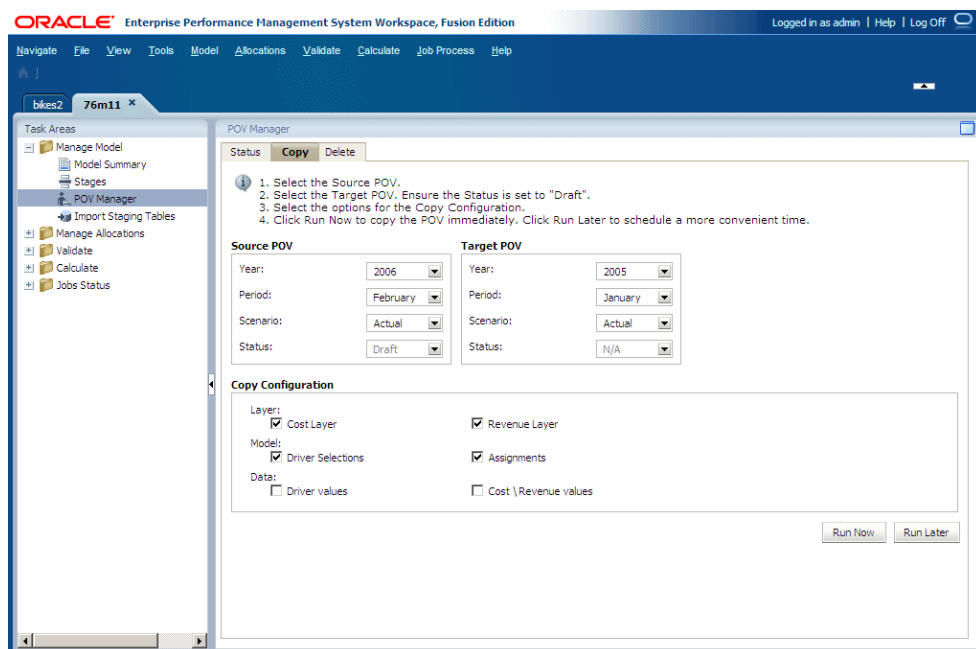 ORACLE Enterprise Performance Management System Workspace, Fusion Edition
Logged in as admin | Help | Log Off
Navigate File View Tools Model Allocations Validate Calculate Job Process Help
bikes2 76m11 ×
Task Areas
Manage Model
Model Summary
Stages
POV Manager
Import Staging Tables
Manage Allocations
Validate
Calculate
Jobs Status
POV Manager
Status Copy Delete
1. Select the Source POV.
2. Select the Target POV. Ensure the Status is set to "Draft".
3. Select the options for the Copy Configuration.
4. Click Run Now to copy the POV immediately. Click Run Later to schedule a more convenient time.
Source POV
Year: 2006
Period: February
Scenario: Actual
Status: Draft
Target POV
Year: 2005
Period: January
Scenario: Actual
Status: N/A
Copy Configuration
Layer:
Cost Layer Revenue Layer
Model:
Driver Selections Assignments
Data:
Driver values Cost \ Revenue values
Run Now Run Later